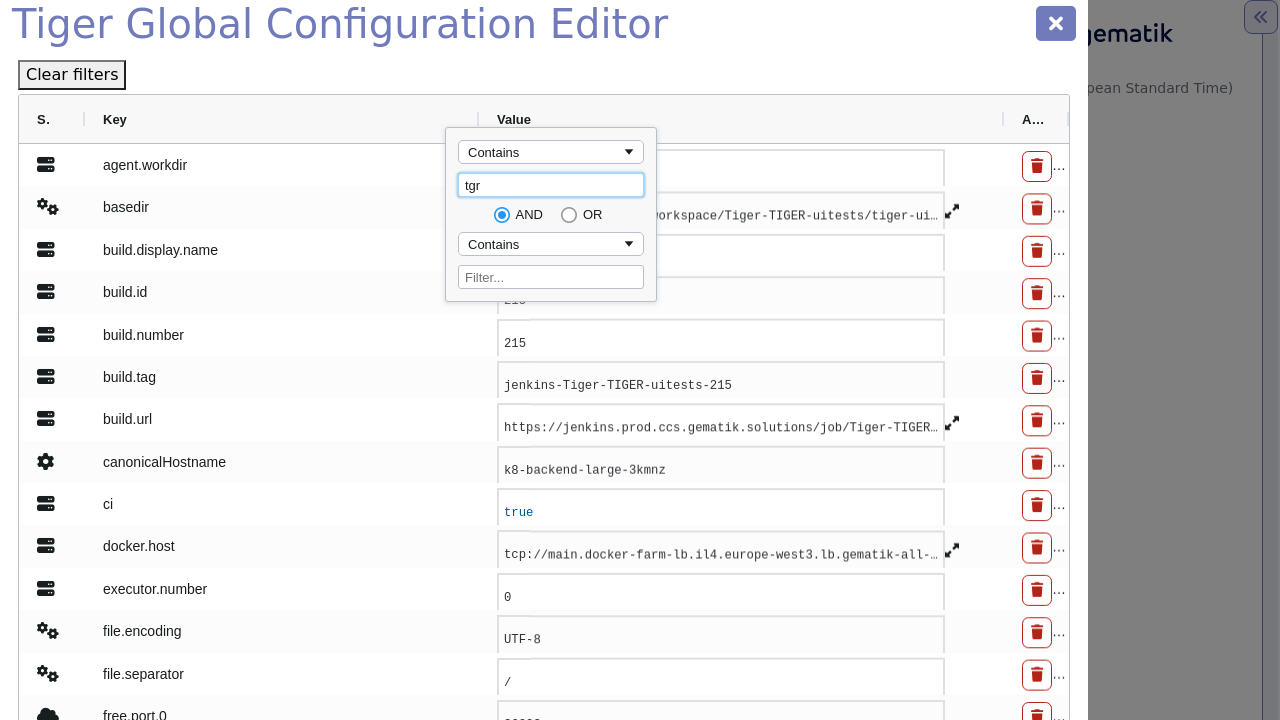 Tiger Global Configuration Editor
gematik
pean Standard Time)
Clear filters
S.
Key
Value
A...
agent.workdir
...
basedir
workspace/Tiger-TIGER-uitests/tiger-ui…
...
build.display.name
...
build.id
...
build.number
215
...
build.tag
jenkins-Tiger-TIGER-uitests-215
...
build.url
https://jenkins.prod.ccs.gematik.solutions/job/Tiger-TIGER…
...
canonicalHostname
k8-backend-large-3kmnz
...
ci
true
...
docker.host
tcp://main.docker-farm-lb.il4.europe-west3.lb.gematik-all-…
...
executor.number
0
...
file.encoding
UTF-8
...
file.separator
/
...
free.port.0
...
Contains
tgr
AND
OR
Contains
Filter...